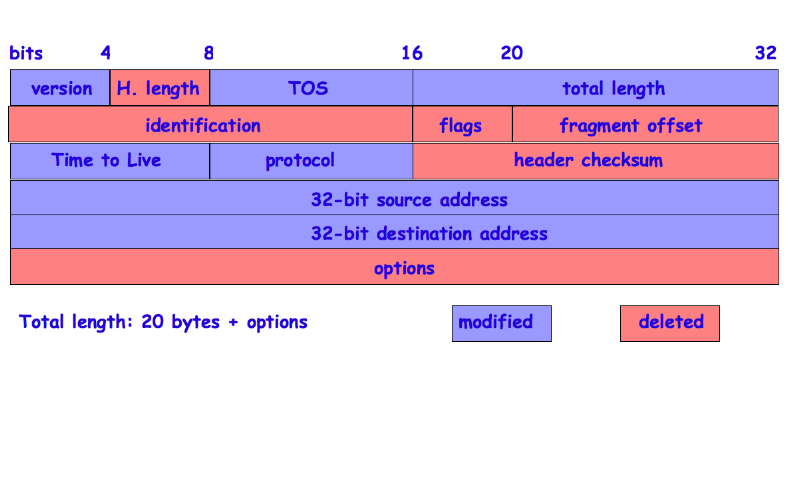 bits 4 8 16 20 32
version H. length TOS total length
identification flags fragment offset
Time to Live protocol header checksum
32-bit source address
32-bit destination address
options
Total length: 20 bytes + options modified deleted